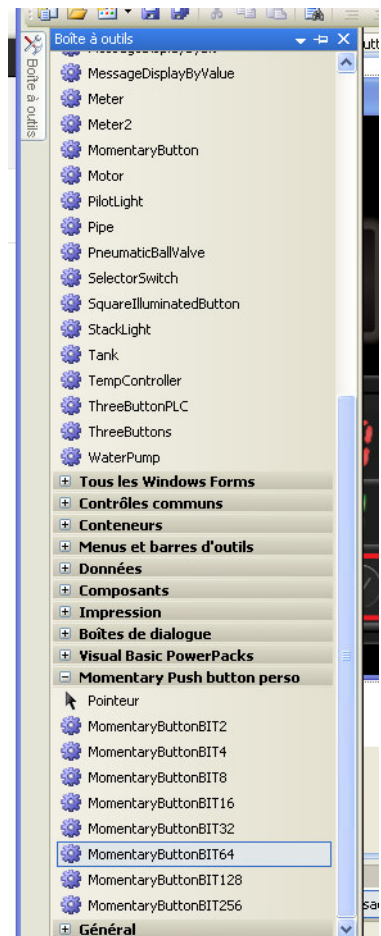 Boîte à outils
Boîte à outils
MessageDisplayByValue
Meter
Meter2
MomentaryButton
Motor
PilotLight
Pipe
PneumaticBallValve
SelectorSwitch
SquareIlluminatedButton
StackLight
Tank
TempController
ThreeButtonPLC
ThreeButtons
WaterPump
Tous les Windows Forms
Contrôles communs
Conteneurs
Menus et barres d'outils
Données
Composants
Impression
Boîtes de dialogue
Visual Basic PowerPacks
Momentary Push button perso
Pointeur
MomentaryButtonBIT2
MomentaryButtonBIT4
MomentaryButtonBIT8
MomentaryButtonBIT16
MomentaryButtonBIT32
MomentaryButtonBIT64
MomentaryButtonBIT128
MomentaryButtonBIT256
Général